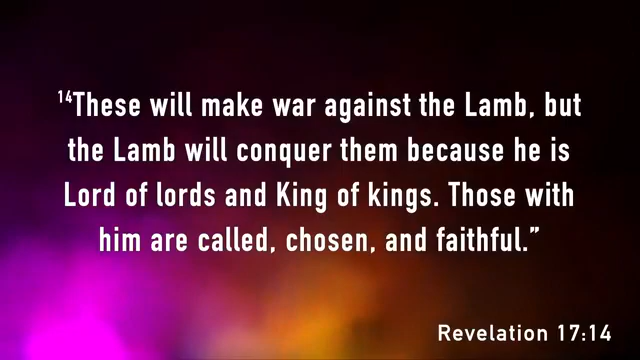 14These will make war against the Lamb, but
the Lamb will conquer them because he is
Lord of lords and King of kings. Those with
him are called, chosen, and faithful.”
Revelation 17:14